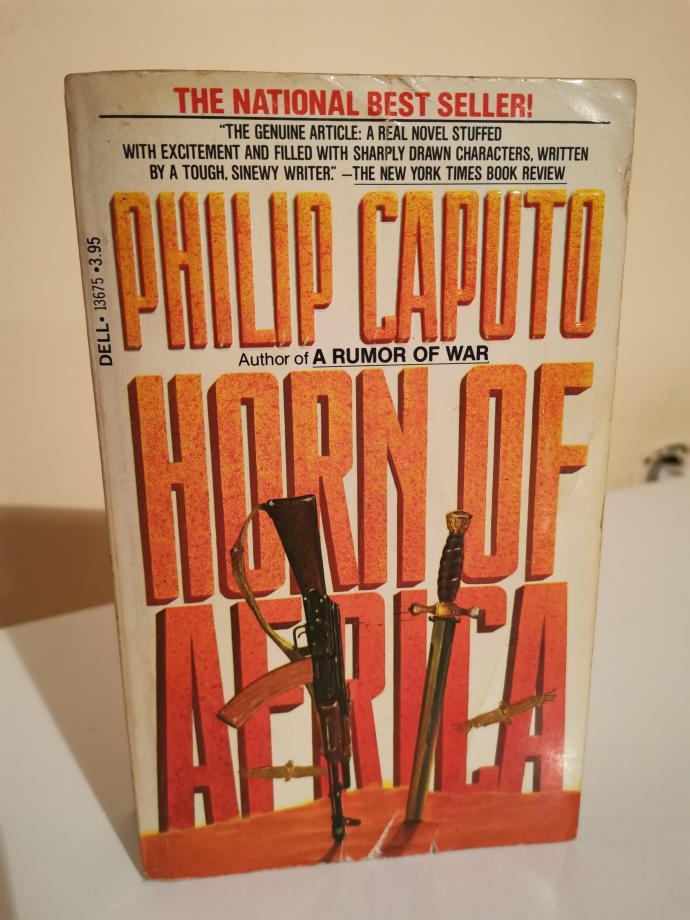 THE NATIONAL BEST SELLER!
“THE GENUINE ARTICLE: A REAL NOVEL STUFFED
WITH EXCITEMENT AND FILLED WITH SHARPLY DRAWN CHARACTERS, WRITTEN
BY A TOUGH, SINEWY WRITER.” —THE NEW YORK TIMES BOOK REVIEW
PHILIP CAPUTO
Author of A RUMOR OF WAR
HORN OF
AFRICA
DELL • 13675 • 3.95